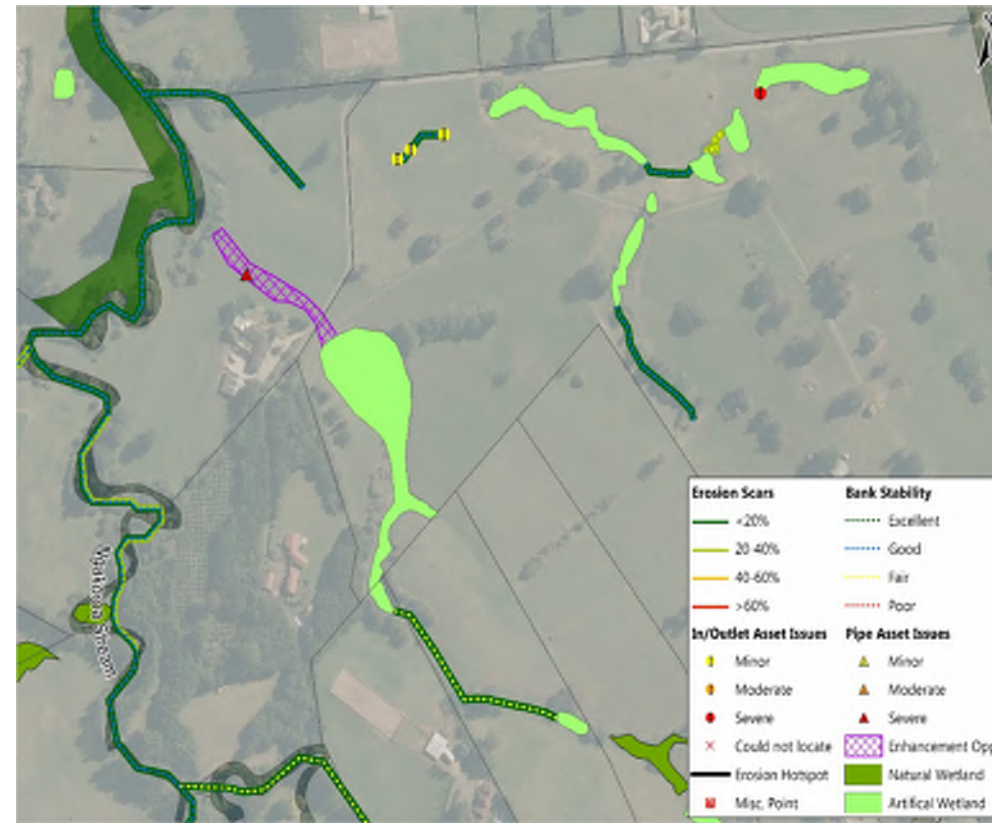 Erosion Scars
<20%
20-40%
40-60%
>60%
In/Outlet Asset Issues
Minor
Moderate
Severe
Could not locate
Erosion Hotspot
Misc. Point
Bank Stability
Excellent
Good
Fair
Poor
Pipe Asset Issues
Minor
Moderate
Severe
Enhancement Opp
Natural Wetland
Artifical Wetland
Stream